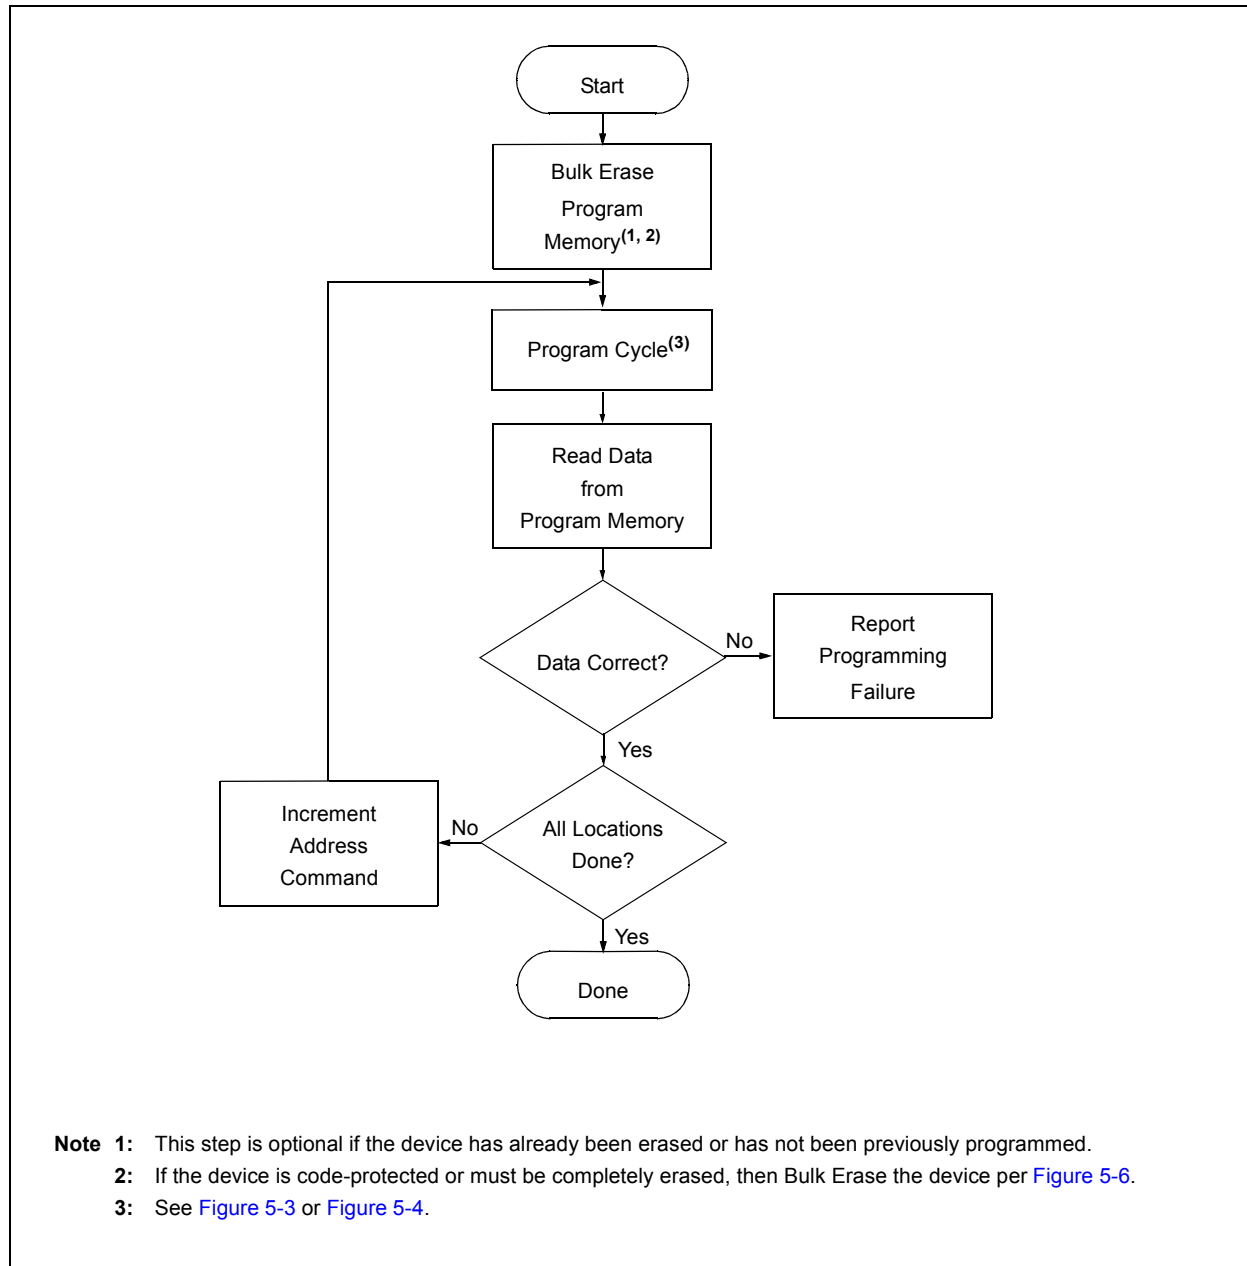 Start
Bulk Erase
Program
Memory(1, 2)
Program Cycle(3)
Read Data
from
Program Memory
Data Correct?
No
Report
Programming
Failure
Yes
All Locations
Done?
No
Increment
Address
Command
Yes
Done
Note 1: This step is optional if the device has already been erased or has not been previously programmed.
2: If the device is code-protected or must be completely erased, then Bulk Erase the device per Figure 5-6.
3: See Figure 5-3 or Figure 5-4.